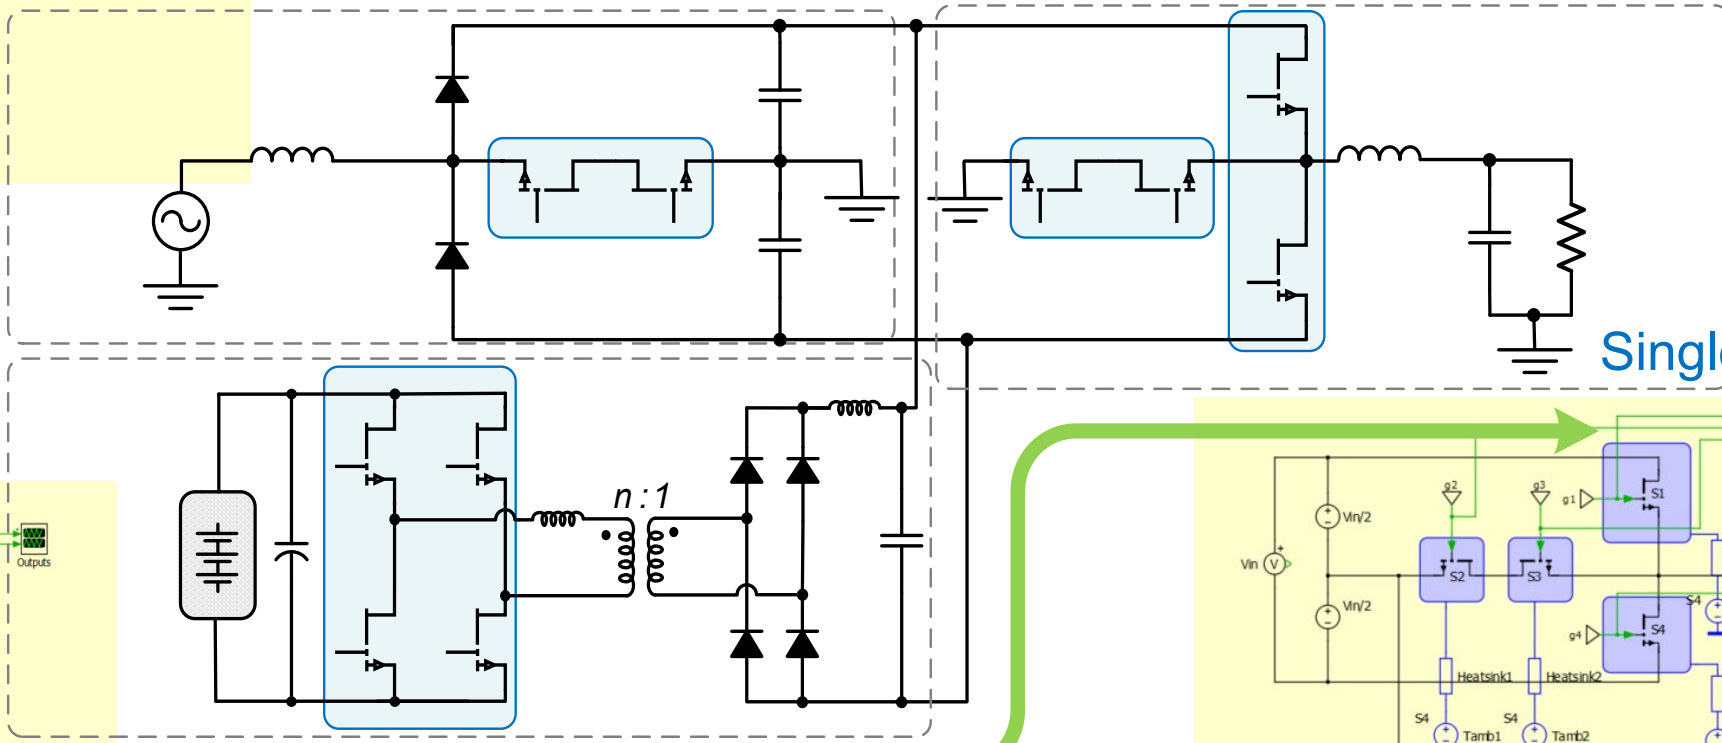 Single
n:1
Outputs
g2
g3
g1
S1
Vin/2
Vin
V
S2
S3
Vin/2
S4
g4
S4
Heatsink1
Heatsink2
S4
S4
Tamb1
Tamb2